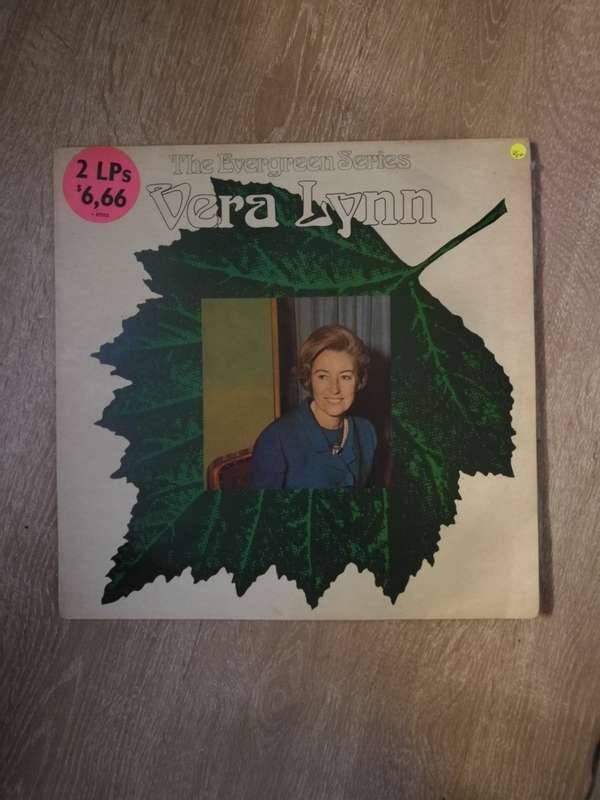 The Evergreen Series
Vera Lynn
2 LPs
$6,66